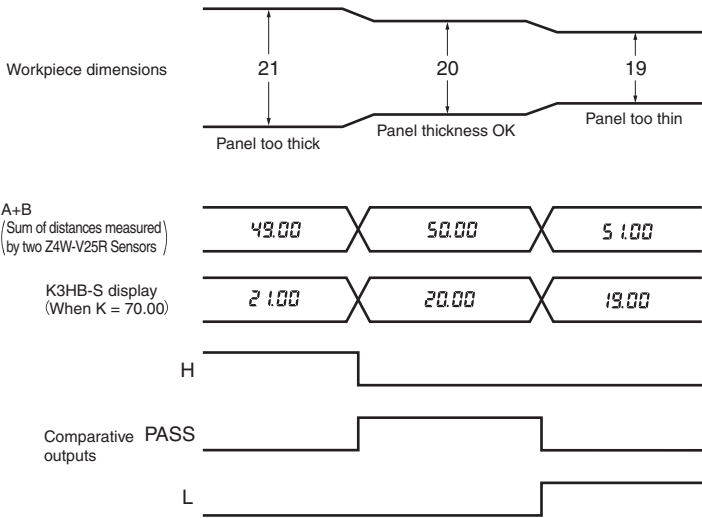 Workpiece dimensions
21
20
19
Panel too thick
Panel thickness OK
Panel too thin
A+B
(Sum of distances measured
by two Z4W-V25R Sensors)
49.00
50.00
51.00
K3HB-S display
(When K = 70.00)
21.00
20.00
19.00
H
Comparative
outputs
PASS
L